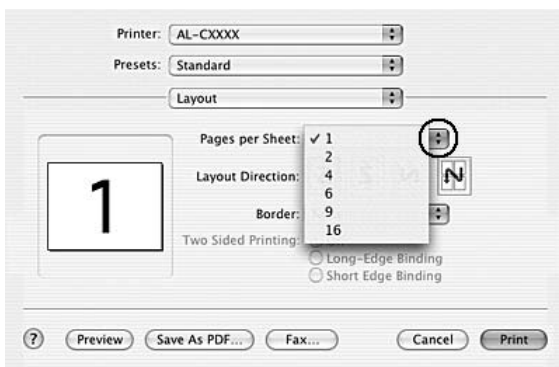 Printer: AL-CXXXX
Presets: Standard
Layout
Pages per Sheet: ✓ 1
2
4
6
9
16
Layout Direction:
Border:
Two Sided Printing:
Long-Edge Binding
Short Edge Binding
1
? Preview Save As PDF... Fax... Cancel Print